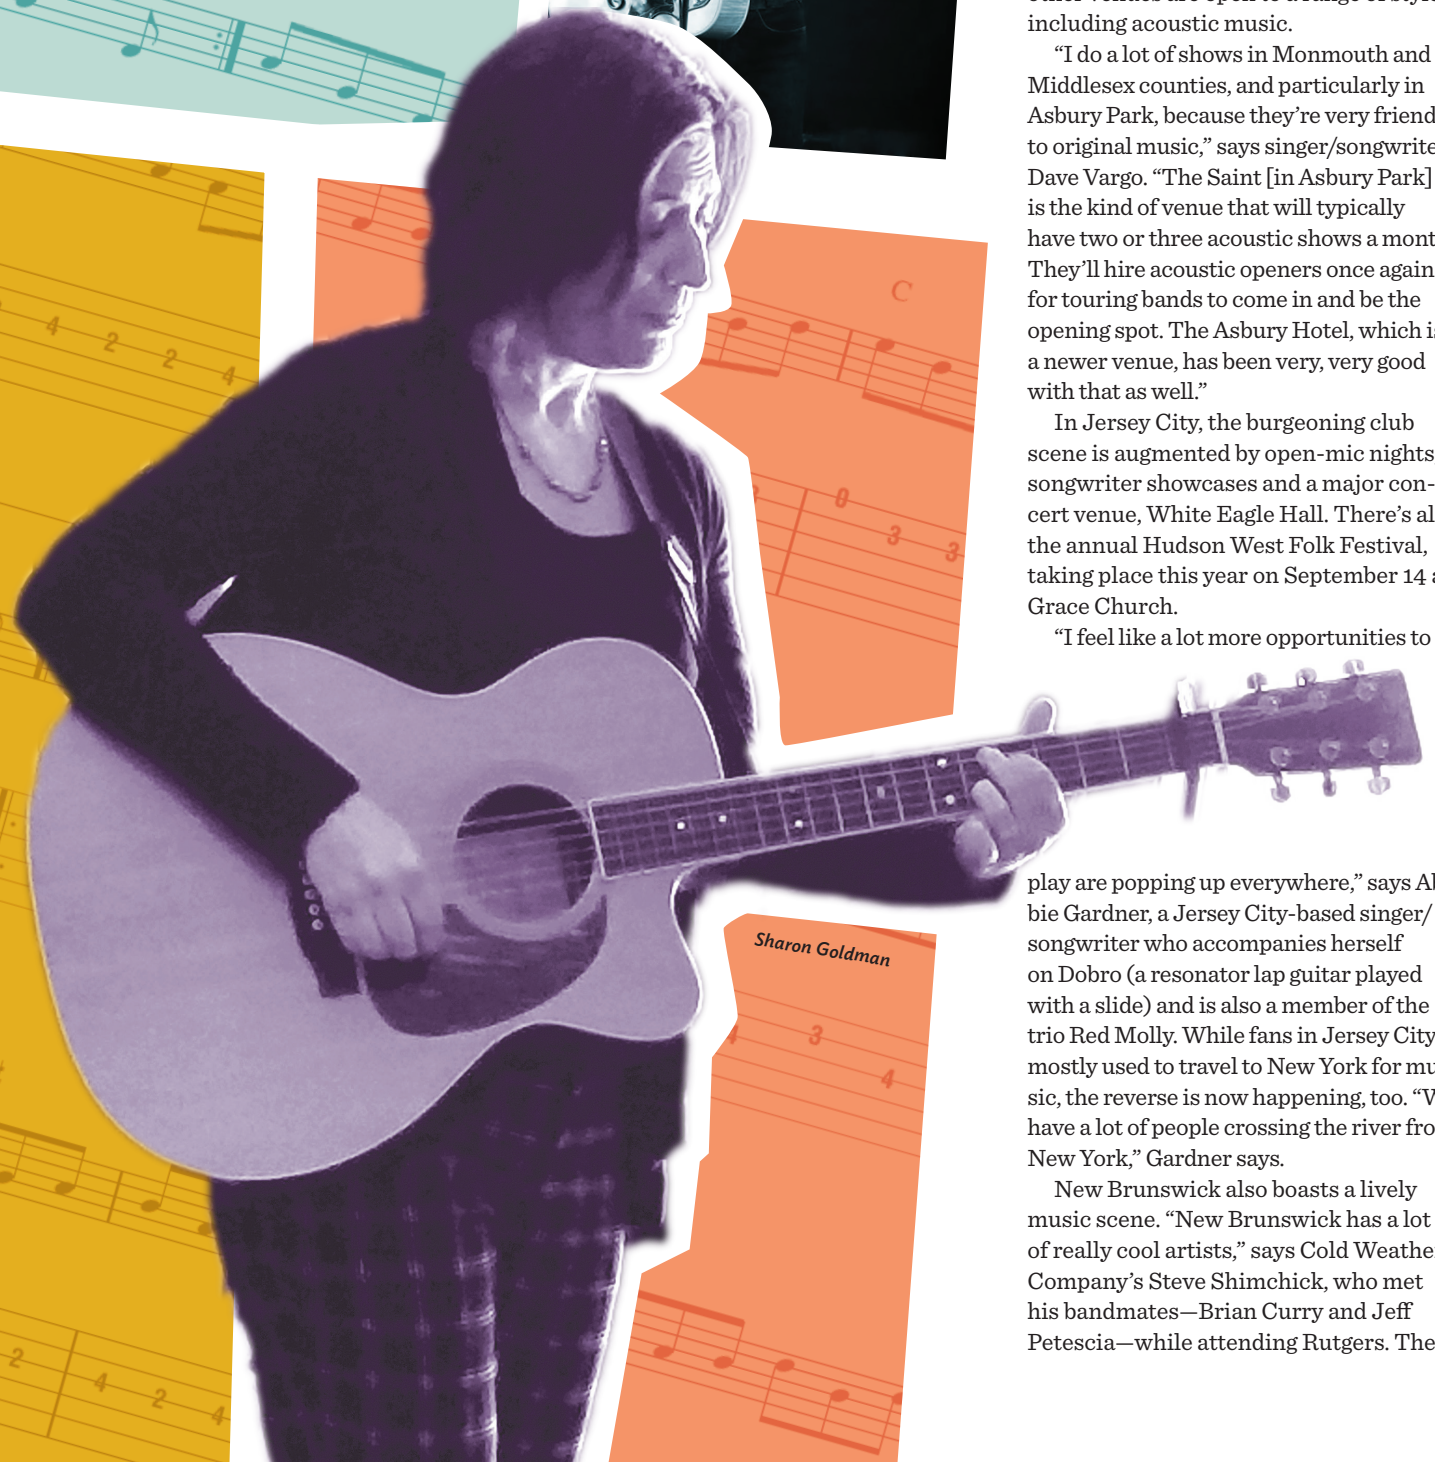 including acoustic music.
“I do a lot of shows in Monmouth and
Middlesex counties, and particularly in
Asbury Park, because they’re very
to original music,” says
Dave Vargo. “The Saint [in Asbury Park]
is the kind of venue that will typically
have two or three acoustic shows a
They’ll hire acoustic openers once again
for touring bands to come in and be the
opening spot. The Asbury Hotel, which is
a newer venue, has been very, very good
with that as well.”
In Jersey City, the burgeoning club
scene is augmented by open-mic nights,
songwriter showcases and a major con-
cert venue, White Eagle Hall. There’s
the annual Hudson West Folk Festival,
taking place this year on September 14
Grace Church.
“I feel like a lot more opportunities to
play are popping up everywhere,” says
bie Gardner, a Jersey City-based singer/
songwriter who accompanies herself
on Dobro (a resonator lap guitar played
with a slide) and is also a member of the
trio Red Molly. While fans in Jersey City
mostly used to travel to New York for
sic, the reverse is now happening, too.
have a lot of people crossing the river
New York,” Gardner says.
New Brunswick also boasts a lively
music scene. “New Brunswick has a lot
of really cool artists,” says Cold Weather
Company’s Steve Shimchick, who met
his bandmates—Brian Curry and Jeff
Petescia—while attending Rutgers.
Sharon Goldman
C
4 2 2 4
0 3 3
3 4
2 4 2 4